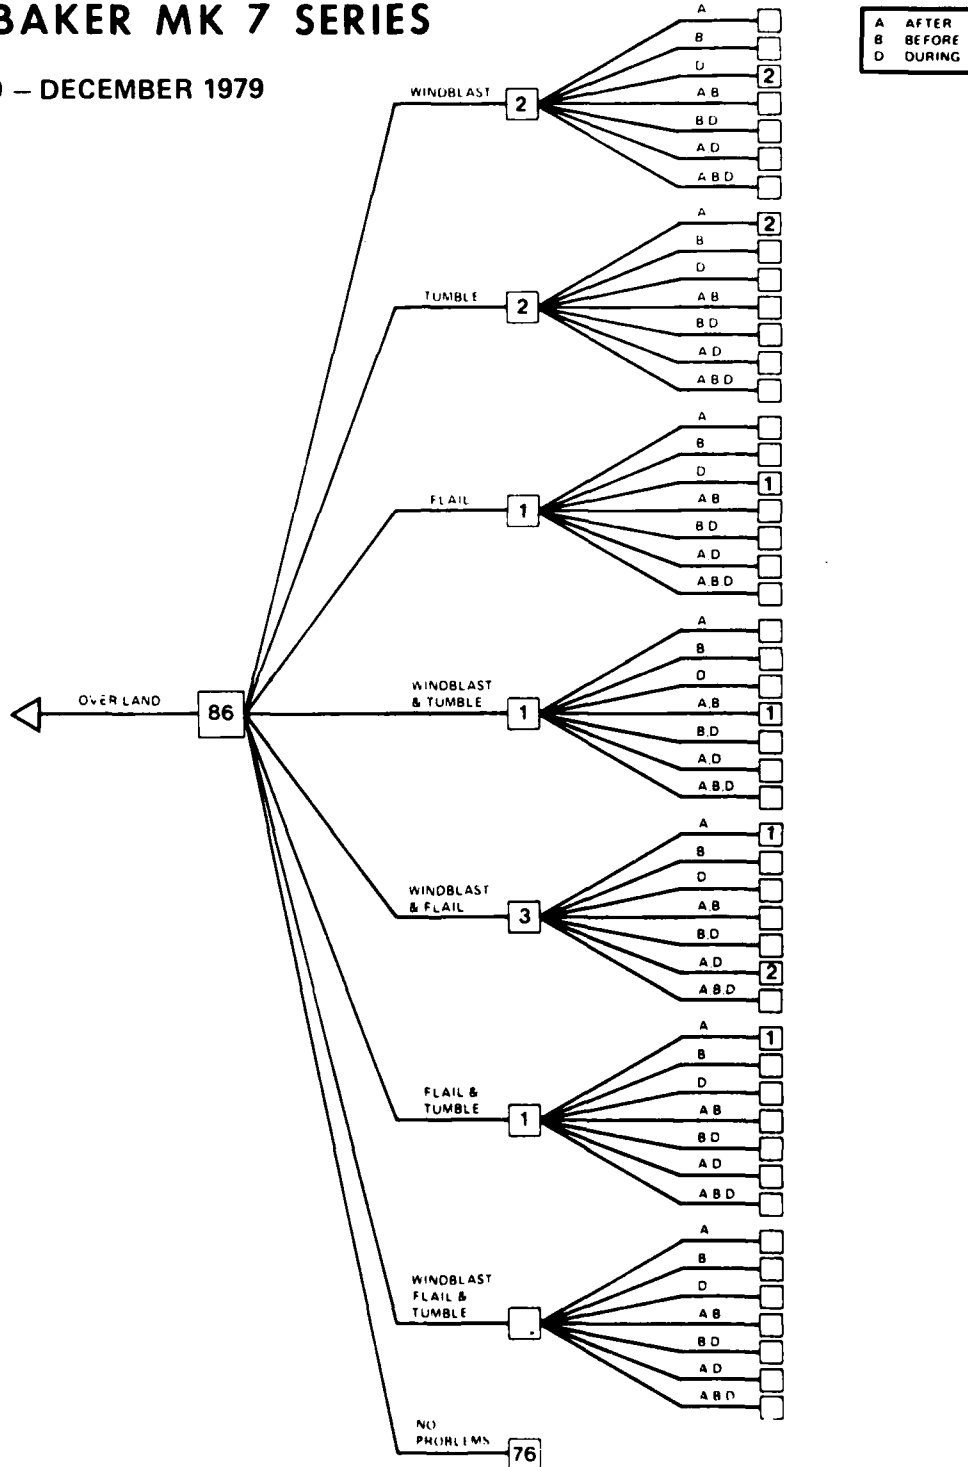 BAKER MK 7 SERIES
– DECEMBER 1979
A AFTER
B BEFORE
D DURING
OVER LAND
86
WINDBLAST
2
A
B
D
2
A B
B D
A D
A B D
TUMBLE
2
A
2
B
D
A B
B D
A D
A B D
FLAIL
1
A
B
D
1
A B
B D
A.D
A.B D
WINDBLAST
& TUMBLE
1
A
B
D
A,B
1
B.D
A,D
A,B,D
WINDBLAST
& FLAIL
3
A
1
B
D
A,B
B,D
A,D
2
A,B,D
FLAIL &
TUMBLE
1
A
1
B
D
A B
B D
A D
A B D
WINDBLAST
FLAIL &
TUMBLE
A
B
D
A B
B D
A D
A B D
NO
PROBLEMS
76